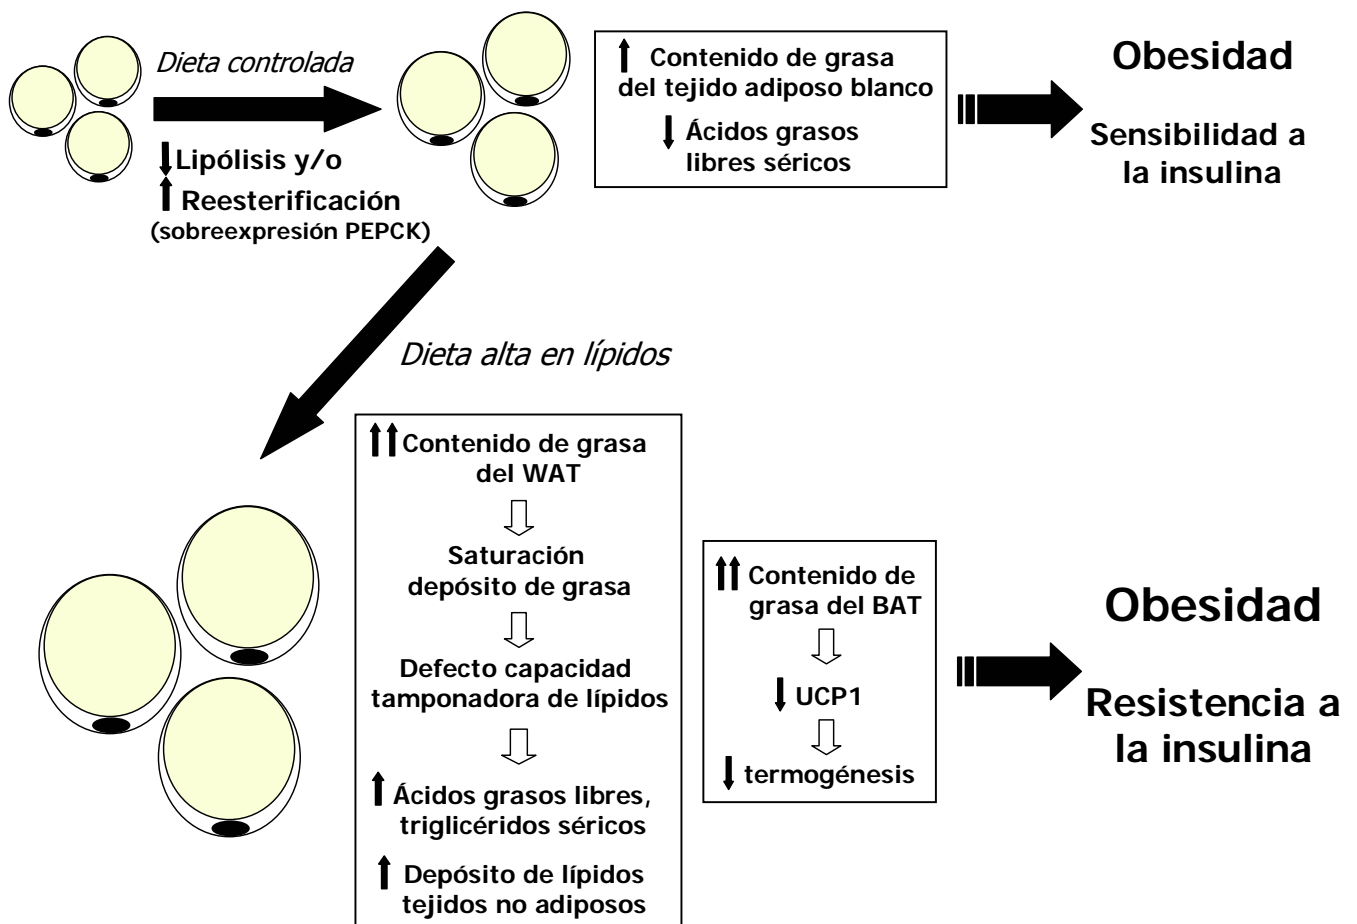 Dieta controlada
Lipólisis y/o
Reesterificación
(sobreexpresión PEPCK)
Contenido de grasa
del tejido adiposo blanco
Ácidos grasos
libres séricos
Obesidad
Sensibilidad a
la insulina
Dieta alta en lípidos
Contenido de grasa
del WAT
Saturación
depósito de grasa
Defecto capacidad
tamponadora de lípidos
Ácidos grasos libres,
triglicéridos séricos
Depósito de lípidos
tejidos no adiposos
Contenido de
grasa del BAT
UCP1
termogénesis
Obesidad
Resistencia a
la insulina